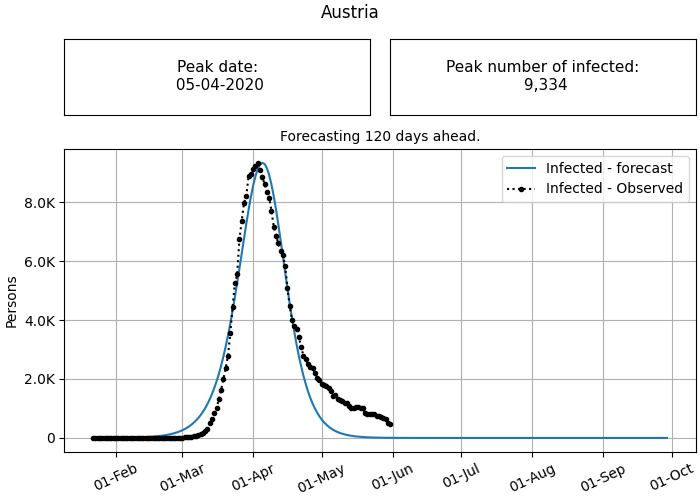 Austria
Peak date:
05-04-2020
Peak number of infected:
9,334
Forecasting 120 days ahead.
Infected - forecast
Infected - Observed
8.0K
6.0K
4.0K
2.0K
0
Persons
01-Feb
01-Mar
01-Apr
01-May
01-Jun
01-Jul
01-Aug
01-Sep
01-Oct